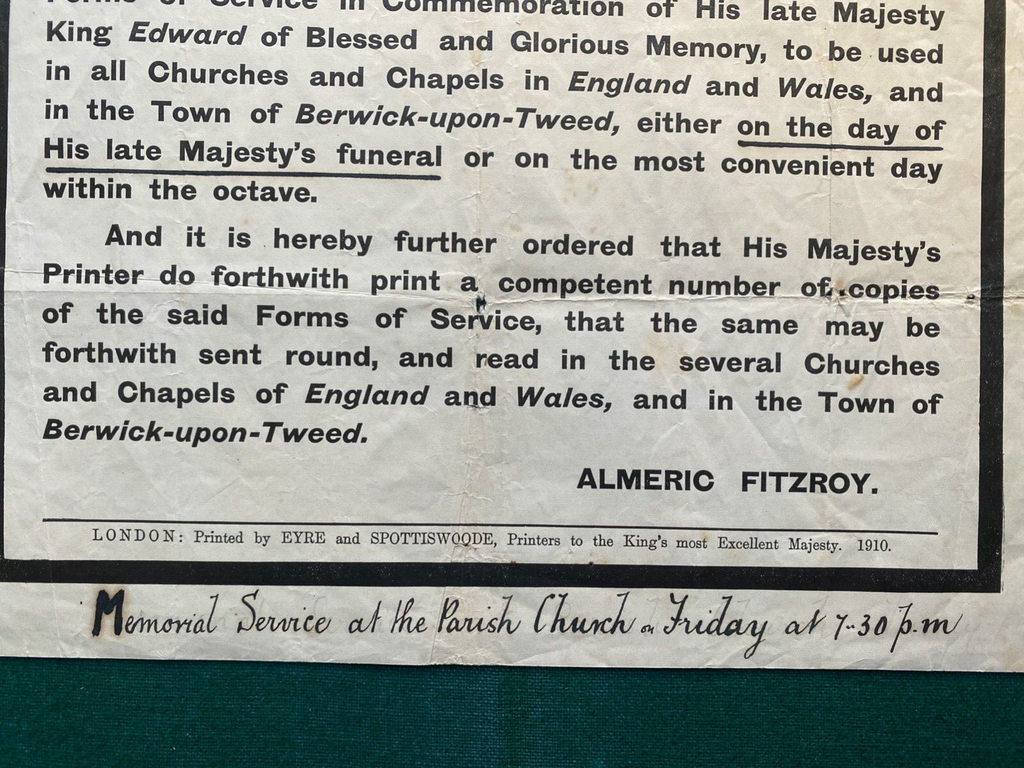 Forms of Service in Commemoration of His late Majesty
King Edward of Blessed and Glorious Memory, to be used
in all Churches and Chapels in England and Wales, and
in the Town of Berwick-upon-Tweed, either on the day of
His late Majesty's funeral or on the most convenient day
within the octave.
And it is hereby further ordered that His Majesty's
Printer do forthwith print a competent number of copies
of the said Forms of Service, that the same may be
forthwith sent round, and read in the several Churches
and Chapels of England and Wales, and in the Town of
Berwick-upon-Tweed.
ALMERIC FITZROY.
LONDON: Printed by EYRE and SPOTTISWOODE, Printers to the King's most Excellent Majesty. 1910.
Memorial Service at the Parish Church on Friday at 7-30 p.m